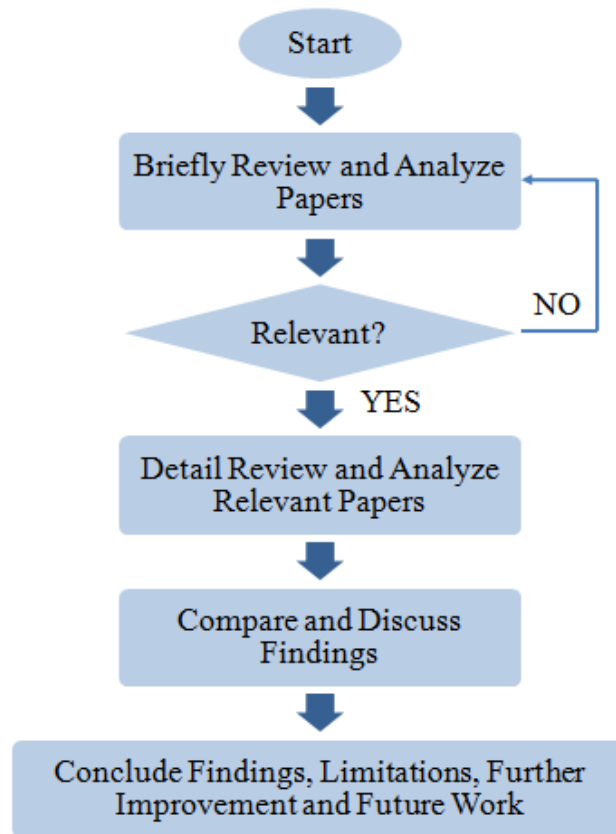 Start
Briefly Review and Analyze
Papers
Relevant?
NO
YES
Detail Review and Analyze
Relevant Papers
Compare and Discuss
Findings
Conclude Findings, Limitations, Further
Improvement and Future Work